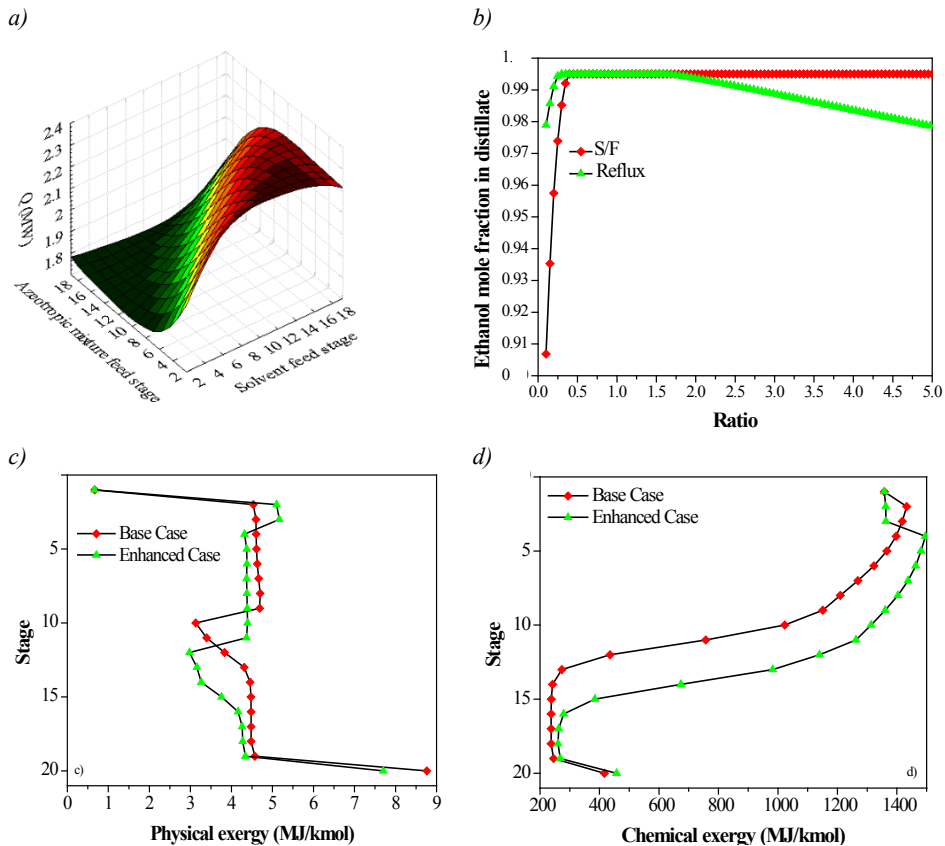 a)
2.4
2.3
2.2
2.1
2
1.9
1.8
Q (MW)
18
16
14
12
10
8
6
4
2
Azeotropic mixture feed stage
2
4
6
8
10
12
14
16
18
Solvent feed stage
b)
1.
0.99
0.98
0.97
0.96
0.95
0.94
0.93
0.92
0.91
0
Ethanol mole fraction in distillate
S/F
Reflux
0.0 0.5 1.0 1.5 2.0 2.5 3.0 3.5 4.0 4.5 5.0
Ratio
c)
Base Case
Enhanced Case
5
10
15
20
Stage
c)
0 1 2 3 4 5 6 7 8 9
Physical exergy (MJ/kmol)
d)
Base Case
Enhanced Case
5
10
15
20
Stage
d)
200 400 600 800 1000 1200 1400
Chemical exergy (MJ/kmol)